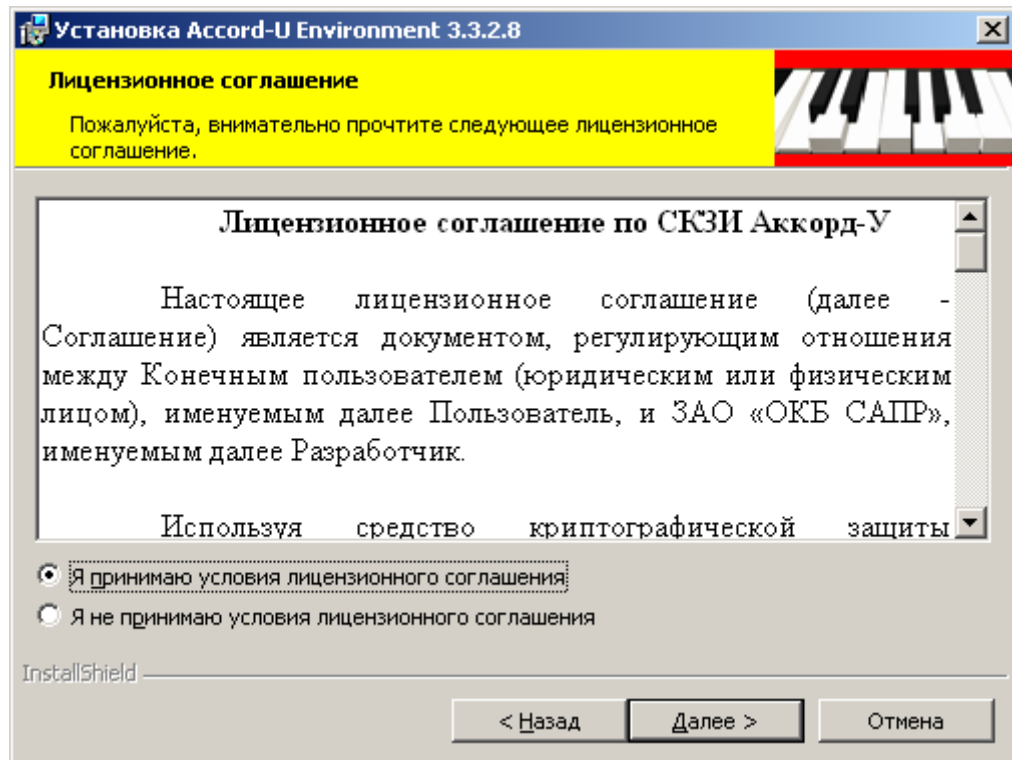 Установка Accord-U Environment 3.3.2.8
Лицензионное соглашение
Пожалуйста, внимательно прочтите следующее лицензионное
соглашение.
Лицензионное соглашение по СКЗИ Аккорд-У
Настоящее лицензионное соглашение (далее -
Соглашение) является документом, регулирующим отношения
между Конечным пользователем (юридическим или физическим
лицом), именуемым далее Пользователь, и ЗАО «ОКБ САПР»,
именуемым далее Разработчик.
Используя средство криптографической защиты
Я принимаю условия лицензионного соглашения
Я не принимаю условия лицензионного соглашения
InstallShield
< Назад
Далее >
Отмена